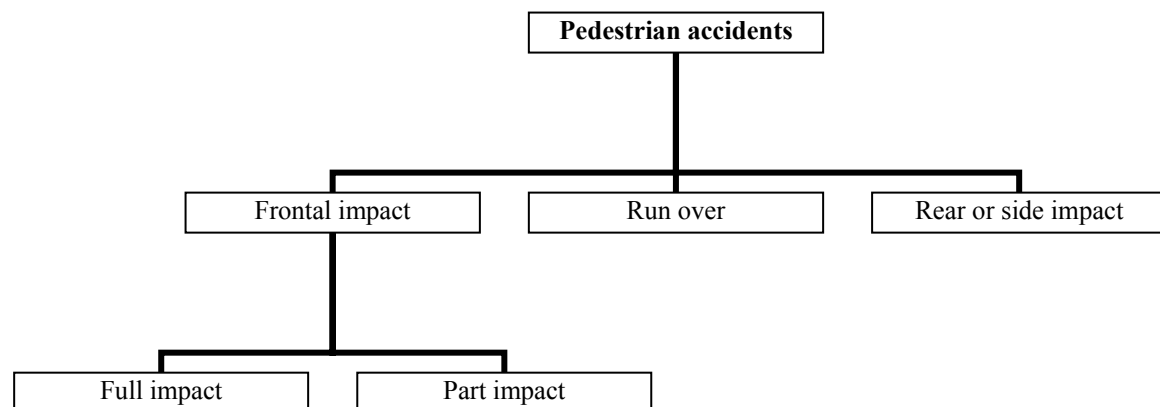 Pedestrian accidents
Frontal impact
Run over
Rear or side impact
Full impact
Part impact